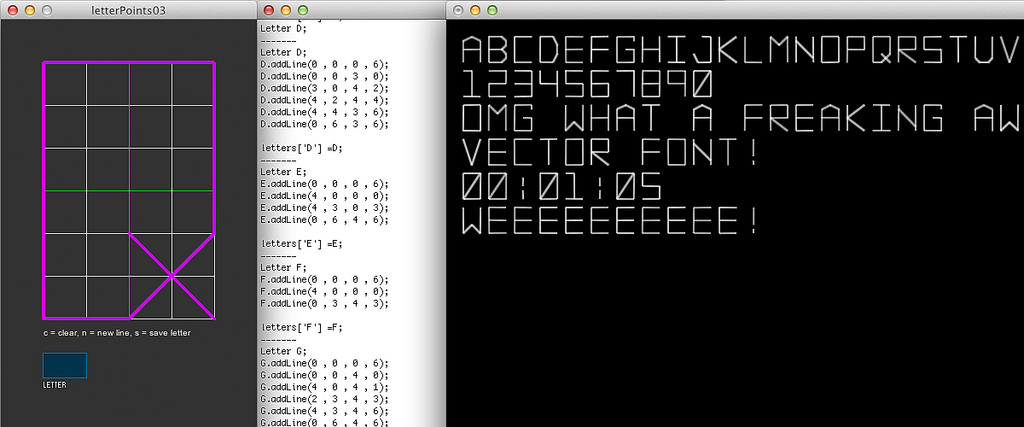 letterPoints03
c = clear, n = new line, s = save letter
LETTER
Letter D;
-------
Letter D;
D.addLine(0 , 0 , 0 , 6);
D.addLine(0 , 0 , 3 , 0);
D.addLine(3 , 0 , 4 , 2);
D.addLine(4 , 2 , 4 , 4);
D.addLine(4 , 4 , 3 , 6);
D.addLine(0 , 6 , 3 , 6);
letters['D'] =D;
-------
Letter E;
E.addLine(0 , 0 , 0 , 6);
E.addLine(4 , 0 , 0 , 0);
E.addLine(4 , 3 , 0 , 3);
E.addLine(0 , 6 , 4 , 6);
letters['E'] =E;
-------
Letter F;
F.addLine(0 , 0 , 0 , 6);
F.addLine(4 , 0 , 0 , 0);
F.addLine(0 , 3 , 4 , 3);
letters['F'] =F;
-------
Letter G;
G.addLine(0 , 0 , 0 , 6);
G.addLine(0 , 0 , 4 , 0);
G.addLine(4 , 0 , 4 , 1);
G.addLine(2 , 3 , 4 , 3);
G.addLine(4 , 3 , 4 , 6);
G.addLine(0 , 6 , 4 , 6);
ABCDEFGHIJKLMNOPQRSTUV
1234567890
OMG WHAT A FREAKING AW
VECTOR FONT!
00:01:05
WEEEEEEEEEE!